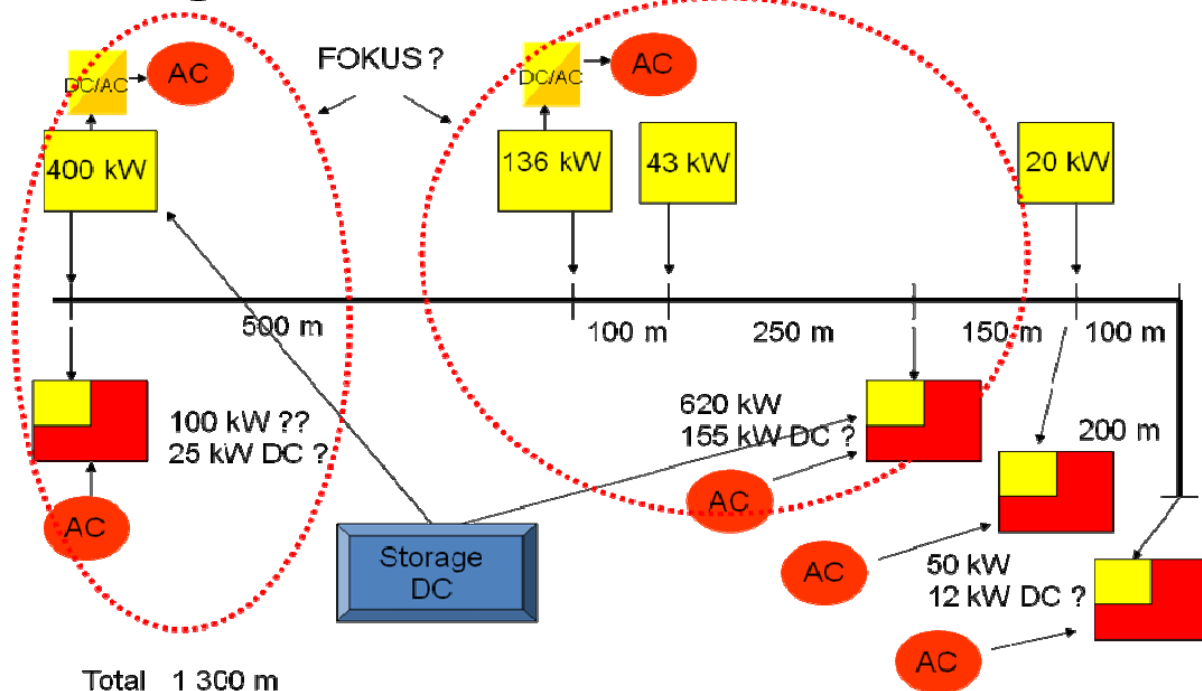 FOKUS ?
DC/AC
AC
DC/AC
AC
400 kW
136 kW
43 kW
20 kW
500 m
100 m
250 m
150 m
100 m
100 kW ??
25 kW DC ?
620 kW
155 kW DC ?
200 m
AC
AC
Storage
DC
AC
50 kW
12 kW DC ?
AC
Total 1 300 m